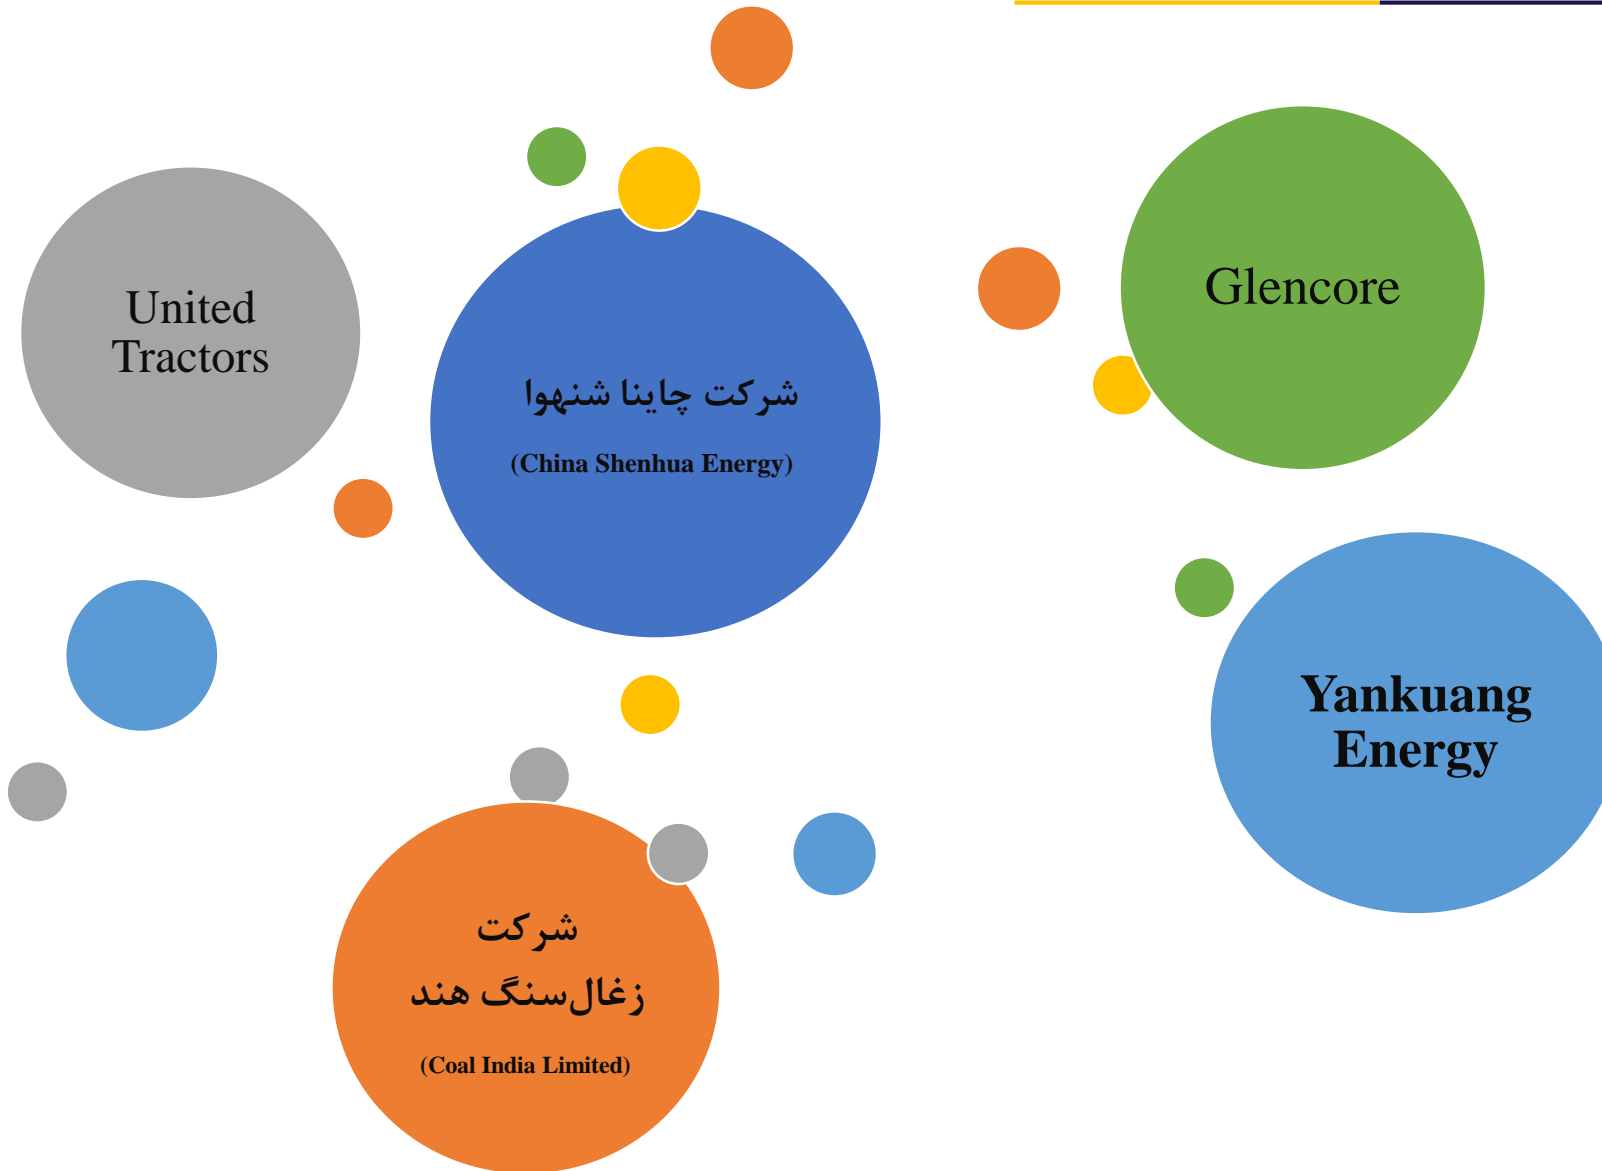 United
Tractors
شرکت چاینا شنهوا
(China Shenhua Energy)
Glencore
Yankuang
Energy
شرکت
زغال‌سنگ هند
(Coal India Limited)